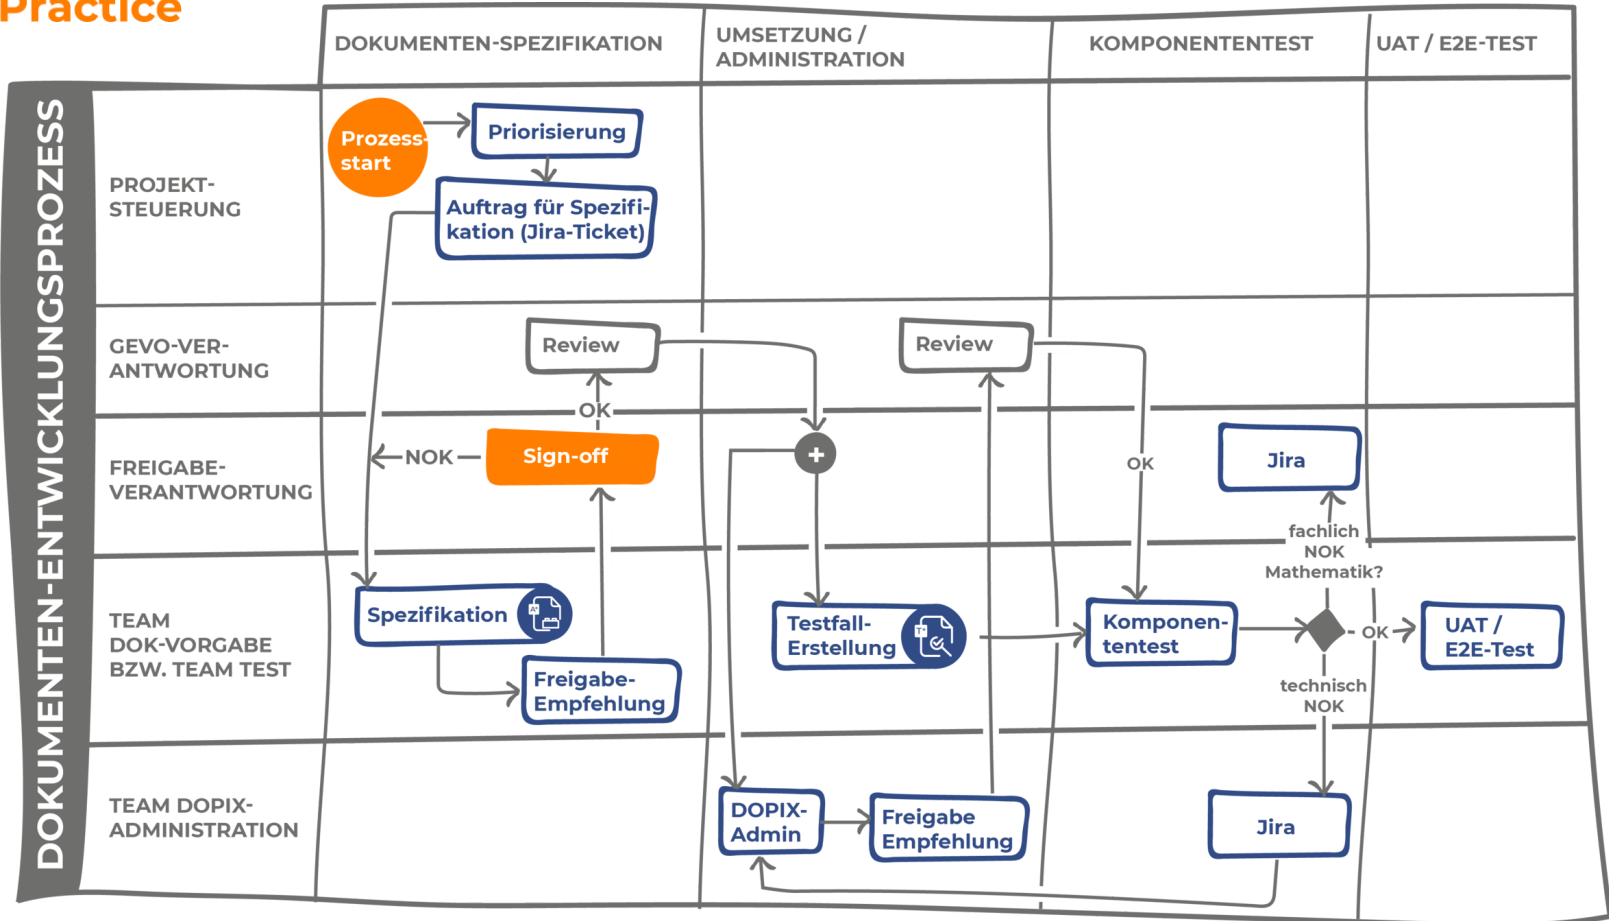 Practice
DOKUMENTEN-SPEZIFIKATION
UMSETZUNG /
ADMINISTRATION
KOMPONENTENTEST
UAT / E2E-TEST
DOKUMENTEN-ENTWICKLUNGSPROZESS
PROJEKT-
STEUERUNG
Prozess-
start
Priorisierung
Auftrag für Spezifi-
kation (Jira-Ticket)
GEVO-VER-
ANTWORTUNG
Review
Review
OK
FREIGABE-
VERANTWORTUNG
NOK
Sign-off
+
OK
Jira
fachlich
NOK
Mathematik?
TEAM
DOK-VORGABE
BZW. TEAM TEST
Spezifikation
A+
Freigabe-
Empfehlung
Testfall-
Erstellung
Komponen-
tentest
OK
UAT /
E2E-Test
technisch
NOK
TEAM DOPIX-
ADMINISTRATION
DOPIX-
Admin
Freigabe
Empfehlung
Jira